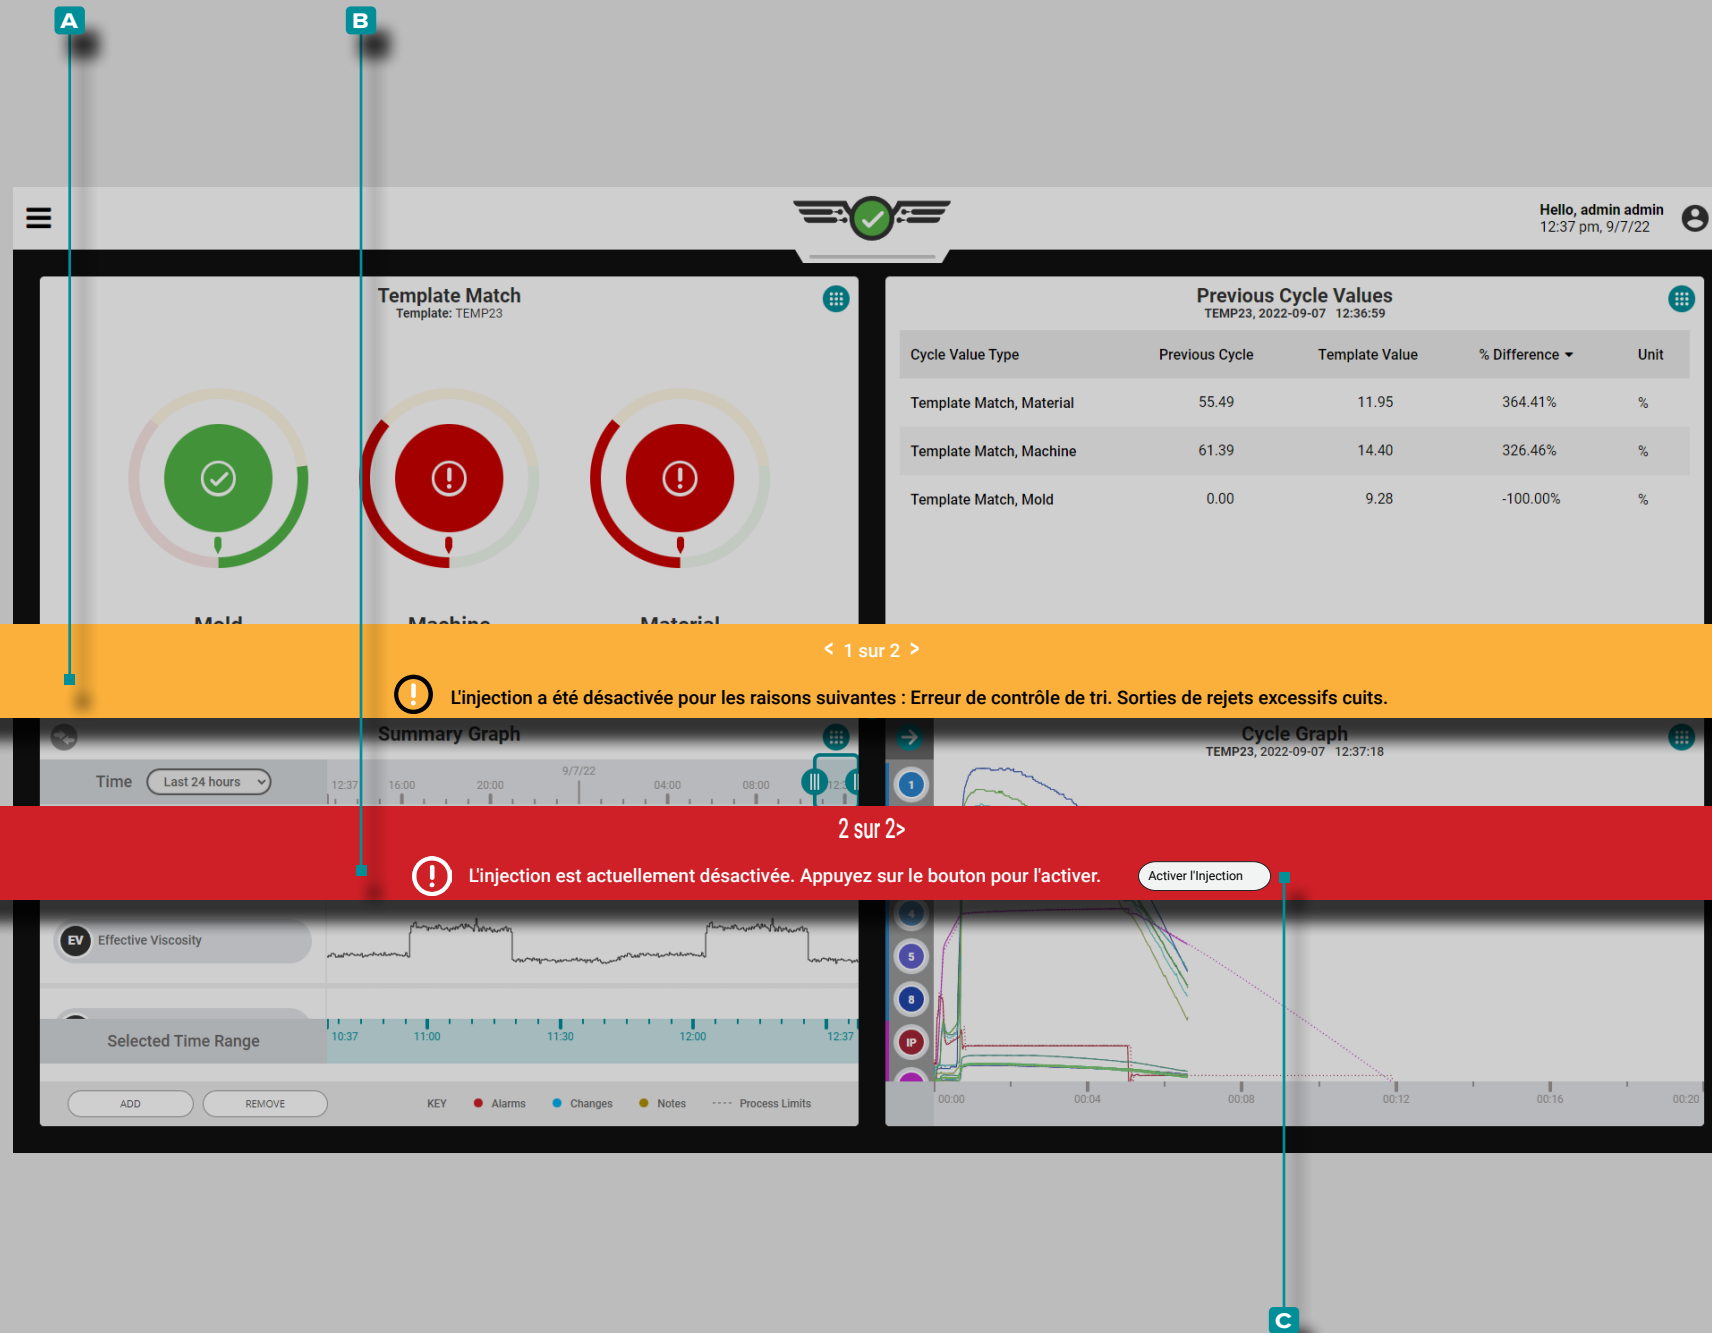 A
B
Hello, admin admin
12:37 pm, 9/7/22
Template Match
Template: TEMP23
Mold
Machine
Material
Previous Cycle Values
TEMP23, 2022-09-07 12:36:59
Cycle Value Type Previous Cycle Template Value % Difference Unit
Template Match, Material 55.49 11.95 364.41% %
Template Match, Machine 61.39 14.40 326.46% %
Template Match, Mold 0.00 9.28 -100.00% %
< 1 sur 2 >
L'injection a été désactivée pour les raisons suivantes : Erreur de contrôle de tri. Sorties de rejets excessifs cuits.
Summary Graph
Time Last 24 hours
9/7/22
12:37 16:00 20:00 04:00 08:00
Cycle Graph
TEMP23, 2022-09-07 12:37:18
1
2 sur 2>
L'injection est actuellement désactivée. Appuyez sur le bouton pour l'activer. Activer l'Injection
EV Effective Viscosity
Selected Time Range
10:37 11:00 11:30 12:00 12:37
ADD REMOVE KEY Alarms Changes Notes Process Limits
4
5
8
IP
00:00 00:04 00:08 00:12 00:16 00:20
C